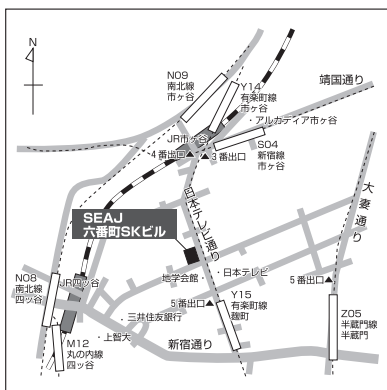 N
N09
南北線
市ヶ谷
Y14
有楽町線
市ヶ谷
靖国通り
・アルカディア市ヶ谷
JR市ヶ谷
4番出口▲
▲3番出口
S04
新宿線
市ヶ谷
日本テレビ通り
大妻通り
SEAJ
六番町SKビル
地学会館・
・日本テレビ
N08
南北線
四ッ谷
JR四ッ谷
5番出口▲
Y15
有楽町線
麹町
5番出口▲
Z05
半蔵門線
半蔵門
・三井住友銀行
・上智大
新宿通り
M12
丸の内線
四ッ谷